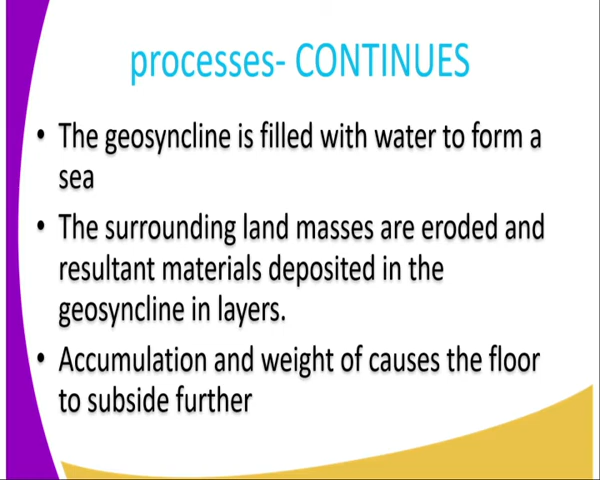 processes- CONTINUES
• The geosyncline is filled with water to form a
sea
• The surrounding land masses are eroded and
resultant materials deposited in the
geosyncline in layers.
• Accumulation and weight of causes the floor
to subside further